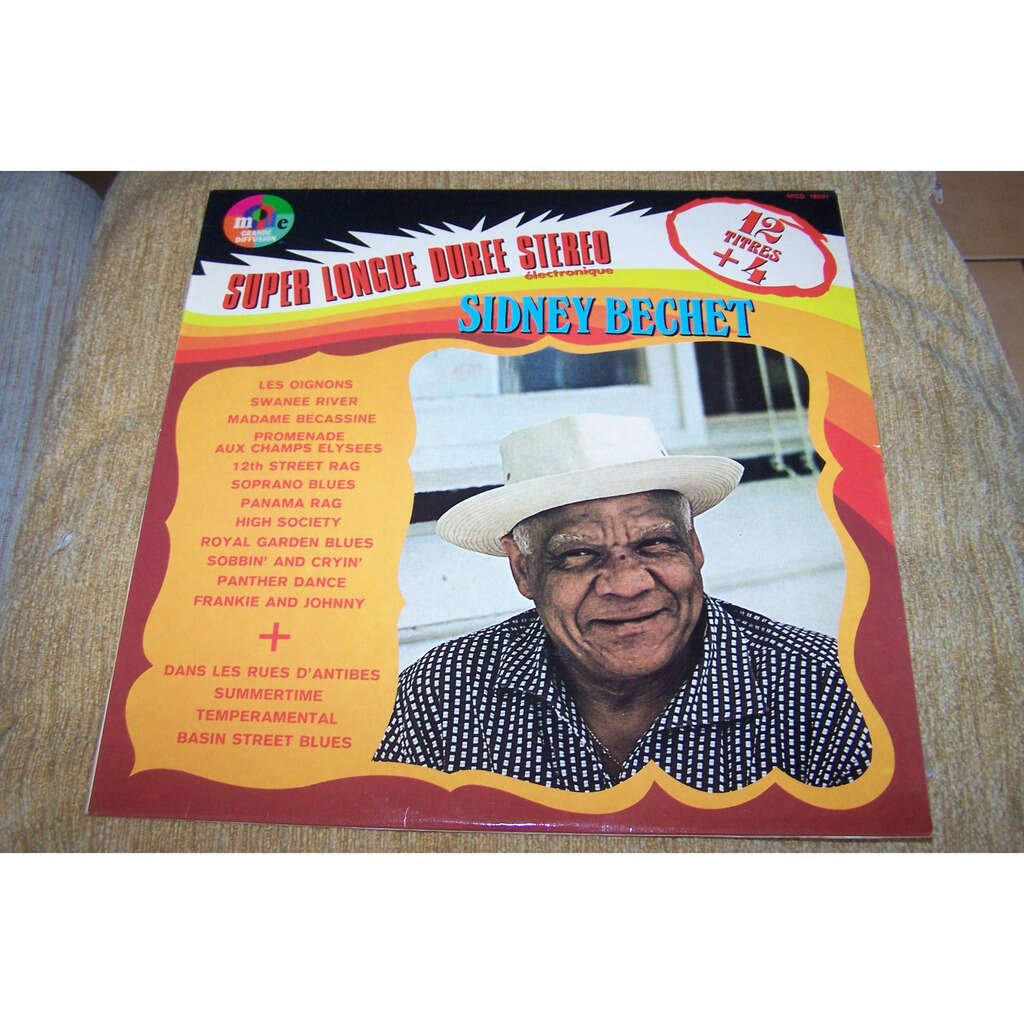 mode
GRANDE
DIFFUSION
12
TITRES
+ 4
SUPER LONGUE DUREE STEREO
électronique
SIDNEY BECHET
LES OIGNONS
SWANEE RIVER
MADAME BECASSINE
PROMENADE
AUX CHAMPS ELYSEES
12th STREET RAG
SOPRANO BLUES
PANAMA RAG
HIGH SOCIETY
ROYAL GARDEN BLUES
SOBBIN' AND CRYIN'
PANTHER DANCE
FRANKIE AND JOHNNY
+
DANS LES RUES D'ANTIBES
SUMMERTIME
TEMPERAMENTAL
BASIN STREET BLUES